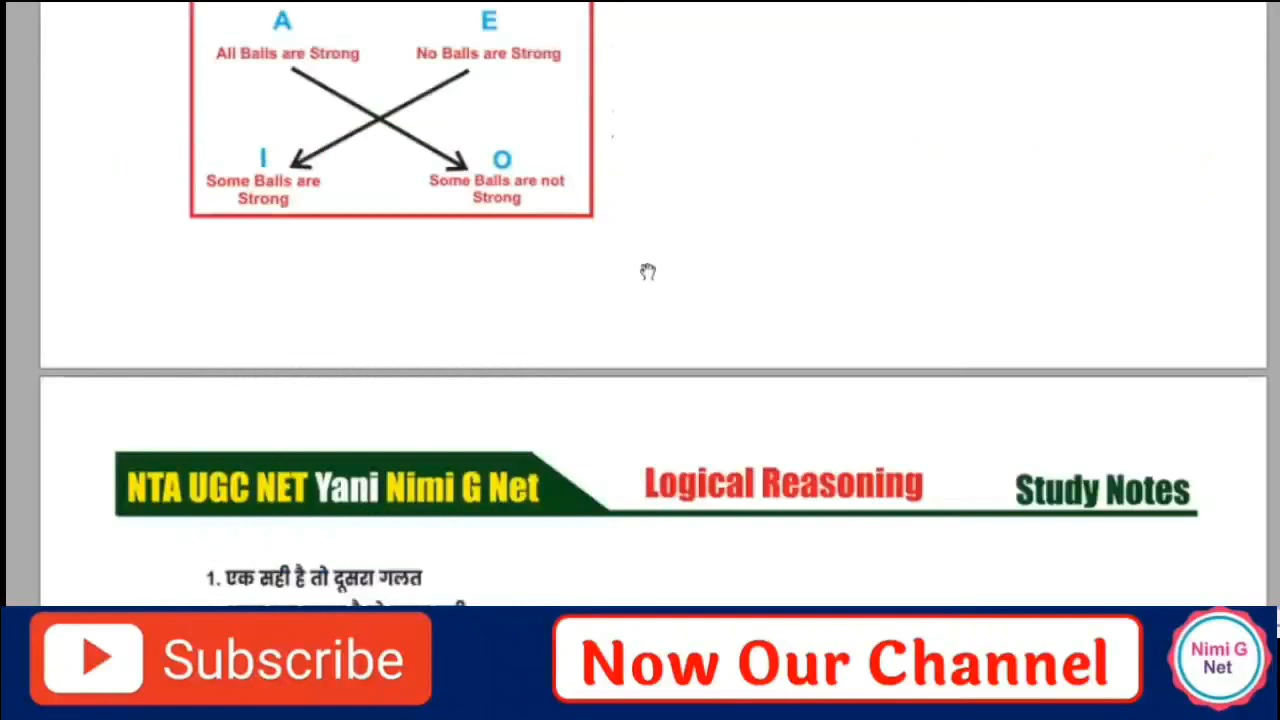 A E
All Balls are Strong No Balls are Strong
I O
Some Balls are
Strong
Some Balls are not
Strong
NTA UGC NET Yani Nimi G Net Logical Reasoning Study Notes
1. एक सही है तो दूसरा गलत
Subscribe Now Our Channel
Nimi G
Net